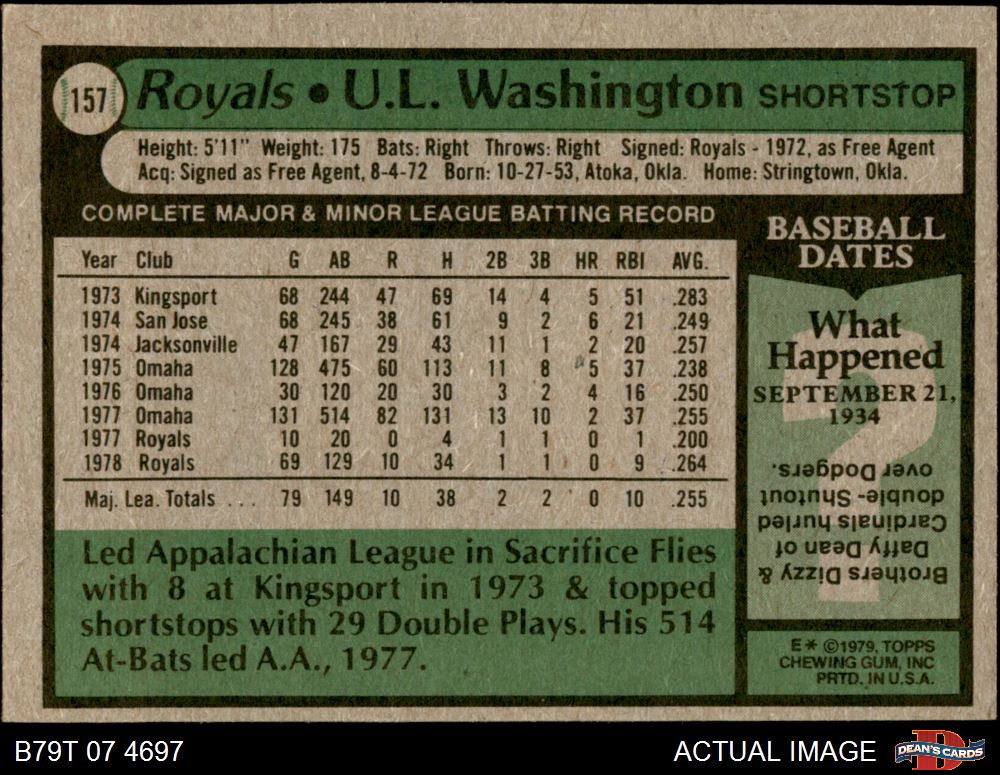 157 Royals • U.L. Washington SHORTSTOP
Height: 5'11" Weight: 175 Bats: Right Throws: Right Signed: Royals - 1972, as Free Agent
Acq: Signed as Free Agent, 8-4-72 Born: 10-27-53, Atoka, Okla. Home: Stringtown, Okla.
COMPLETE MAJOR & MINOR LEAGUE BATTING RECORD
Year Club G AB R H 2B 3B HR RBI AVG.
1973 Kingsport 68 244 47 69 14 4 5 51 .283
1974 San Jose 68 245 38 61 9 2 6 21 .249
1974 Jacksonville 47 167 29 43 11 1 2 20 .257
1975 Omaha 128 475 60 113 11 8 5 37 .238
1976 Omaha 30 120 20 30 3 2 4 16 .250
1977 Omaha 131 514 82 131 13 10 2 37 .255
1977 Royals 10 20 0 4 1 1 0 1 .200
1978 Royals 69 129 10 34 1 1 0 9 .264
Maj. Lea. Totals ... 79 149 10 38 2 2 0 10 .255
Led Appalachian League in Sacrifice Flies
with 8 at Kingsport in 1973 & topped
shortstops with 29 Double Plays. His 514
At-Bats led A.A., 1977.
BASEBALL
DATES
What
Happened
SEPTEMBER 21,
1934
?
Brothers Dizzy &
Daffy Dean of
Cardinals hurled
double-Shutout
over Dodgers.
E* ©1979, TOPPS
CHEWING GUM, INC
PRTD. IN U.S.A.
B79T 07 4697
ACTUAL IMAGE
D
DEAN'S CARDS